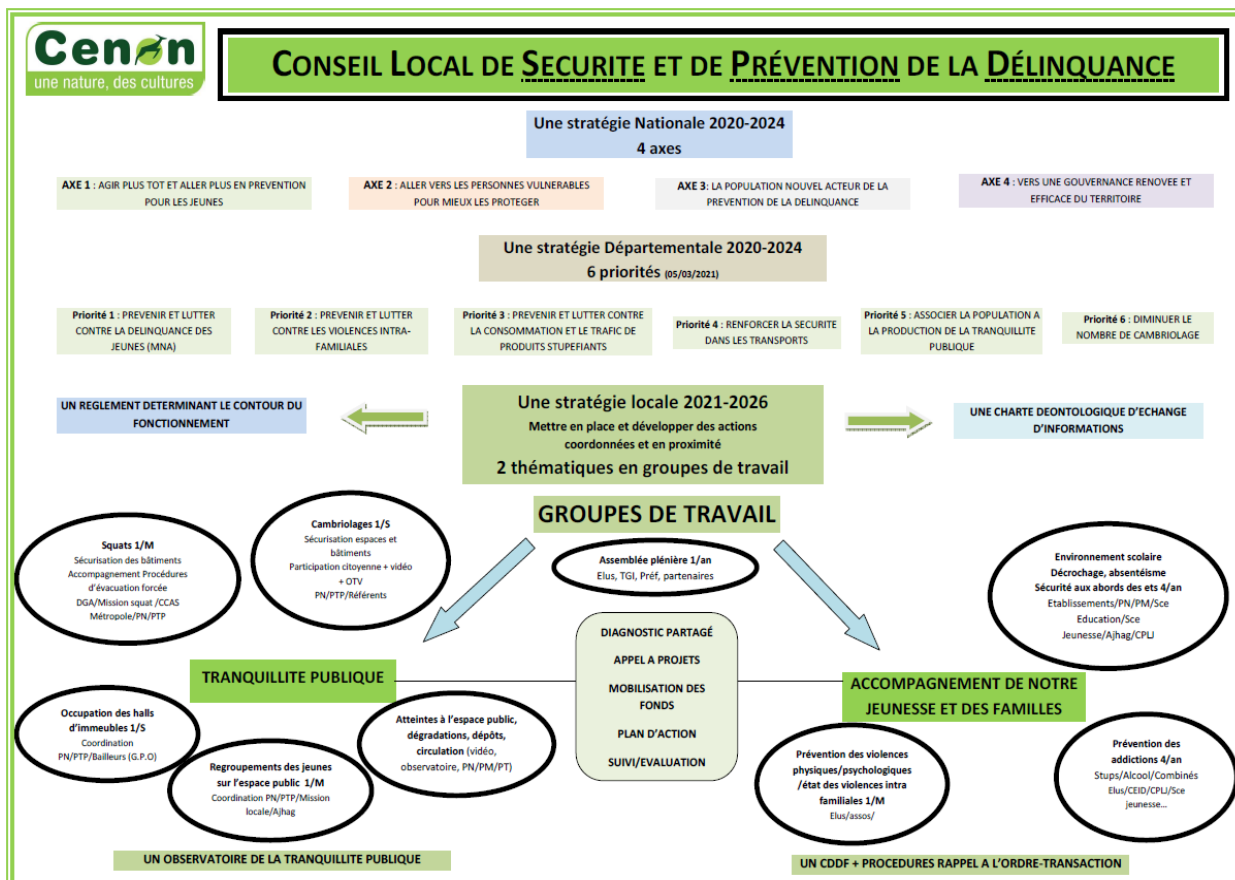 Cenon
une nature, des cultures
CONSEIL LOCAL DE SECURITE ET DE PRÉVENTION DE LA DÉLINQUANCE
Une stratégie Nationale 2020-2024
4 axes
AXE 1 : AGIR PLUS TOT ET ALLER PLUS EN PREVENTION
POUR LES JEUNES
AXE 2 : ALLER VERS LES PERSONNES VULNERABLES
POUR MIEUX LES PROTEGER
AXE 3: LA POPULATION NOUVEL ACTEUR DE LA
PREVENTION DE LA DELINQUANCE
AXE 4 : VERS UNE GOUVERNANCE RENOVEE ET
EFFICACE DU TERRITOIRE
Une stratégie Départementale 2020-2024
6 priorités (05/03/2021)
Priorité 1 : PREVENIR ET LUTTER
CONTRE LA DELINQUANCE DES
JEUNES (MNA)
Priorité 2 : PREVENIR ET LUTTER
CONTRE LES VIOLENCES INTRA-
FAMILIALES
Priorité 3 : PREVENIR ET LUTTER CONTRE
LA CONSOMMATION ET LE TRAFIC DE
PRODUITS STUPEFIANTS
Priorité 4 : RENFORCER LA SECURITE
DANS LES TRANSPORTS
Priorité 5 : ASSOCIER LA POPULATION A
LA PRODUCTION DE LA TRANQUILLITE
PUBLIQUE
Priorité 6 : DIMINUER LE
NOMBRE DE CAMBRIOLAGE
UN REGLEMENT DETERMINANT LE CONTOUR DU
FONCTIONNEMENT
Une stratégie locale 2021-2026
Mettre en place et développer des actions
coordonnées et en proximité
2 thématiques en groupes de travail
UNE CHARTE DEONTOLOGIQUE D'ECHANGE
D'INFORMATIONS
GROUPES DE TRAVAIL
Squats 1/M
Sécurisation des bâtiments
Accompagnement Procédures
d'évacuation forcée
DGA/Mission squat /CCAS
Métropole/PN/PTP
Cambriolages 1/S
Sécurisation espaces et
bâtiments
Participation citoyenne + vidéo
+ OTV
PN/PTP/Référents
Assemblée plénière 1/an
Elus, TGI, Préf, partenaires
Environnement scolaire
Décrochage, absentéisme
Sécurité aux abords des ets 4/an
Etablissements/PN/PM/Sce
Education/Sce
Jeunesse/Ajhag/CPLJ
DIAGNOSTIC PARTAGÉ
APPEL A PROJETS
MOBILISATION DES
FONDS
PLAN D'ACTION
SUIVI/EVALUATION
TRANQUILLITE PUBLIQUE
ACCOMPAGNEMENT DE NOTRE
JEUNESSE ET DES FAMILLES
Occupation des halls
d'immeubles 1/S
Coordination
PN/PTP/Bailleurs (G.P.O)
Regroupements des jeunes
sur l'espace public 1/M
Coordination PN/PTP/Mission
locale/Ajhag
Atteintes à l'espace public,
dégradations, dépôts,
circulation (vidéo,
observatoire, PN/PM/PT)
Prévention des violences
physiques/psychologiques
/état des violences intra
familiales 1/M
Elus/assos/
Prévention des
addictions 4/an
Stups/Alcool/Combinés
Elus/CEID/CPLJ/Sce
jeunesse…
UN OBSERVATOIRE DE LA TRANQUILLITE PUBLIQUE
UN CDDF + PROCEDURES RAPPEL A L'ORDRE-TRANSACTION